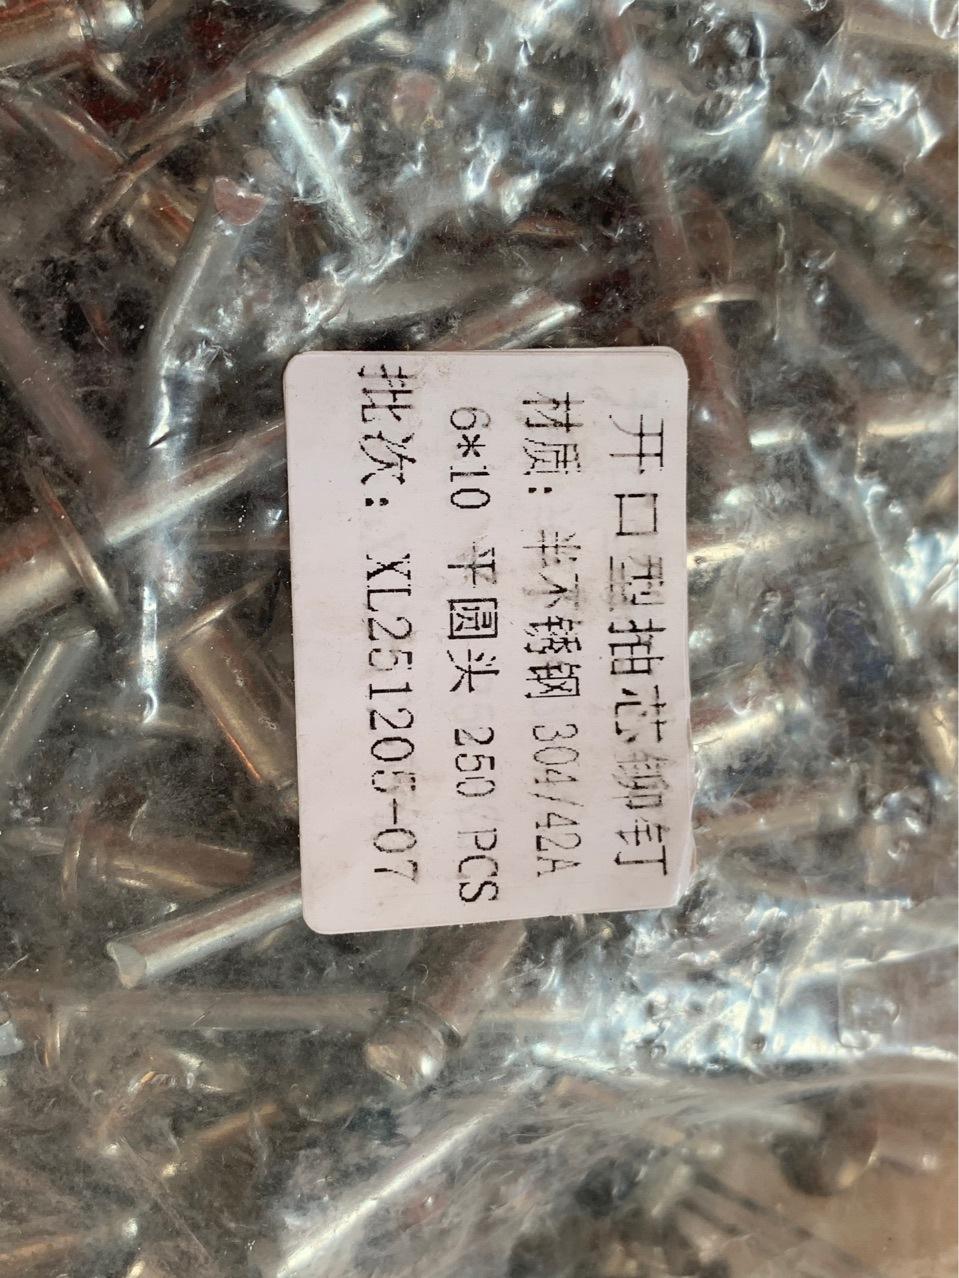 开口型抽芯铆钉
材质：半不锈钢 304/42A
6*10 平圆头 250 PCS
批次：XL251205-07